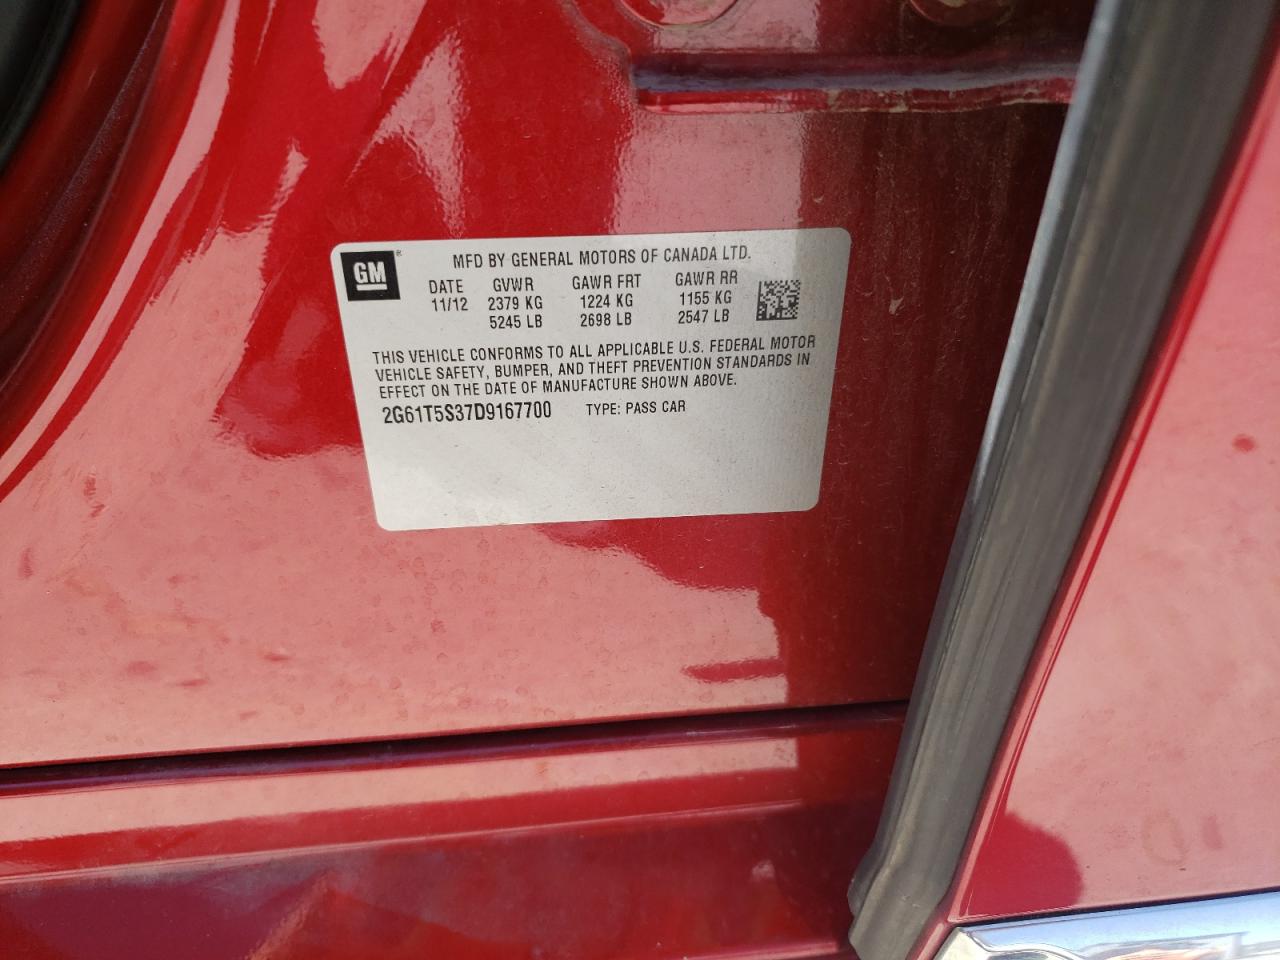 GM ®
MFD BY GENERAL MOTORS OF CANADA LTD.
DATE GVWR GAWR FRT GAWR RR
11/12 2379 KG 1224 KG 1155 KG
5245 LB 2698 LB 2547 LB
THIS VEHICLE CONFORMS TO ALL APPLICABLE U.S. FEDERAL MOTOR
VEHICLE SAFETY, BUMPER, AND THEFT PREVENTION STANDARDS IN
EFFECT ON THE DATE OF MANUFACTURE SHOWN ABOVE.
2G61T5S37D9167700 TYPE: PASS CAR